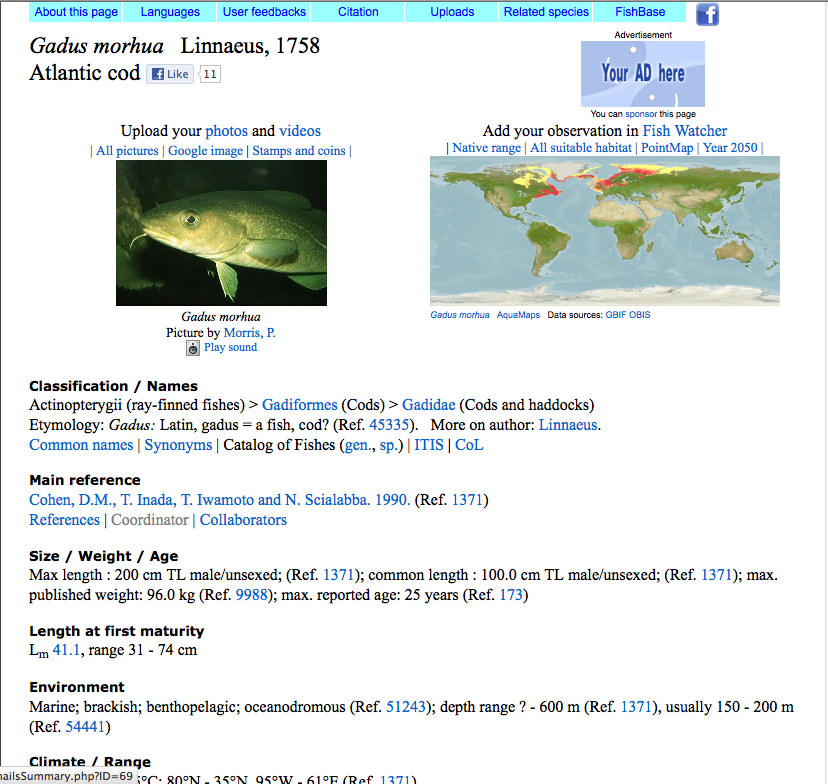 About this page Languages User feedbacks Citation Uploads Related species FishBase
Gadus morhua Linnaeus, 1758
Atlantic cod Like 11
Advertisement
Your AD here
You can sponsor this page
Upload your photos and videos
| All pictures | Google image | Stamps and coins |
Add your observation in Fish Watcher
| Native range | All suitable habitat | PointMap | Year 2050 |
Gadus morhua
Picture by Morris, P.
Play sound
Gadus morhua AquaMaps Data sources: GBIF OBIS
Classification / Names
Actinopterygii (ray-finned fishes) > Gadiformes (Cods) > Gadidae (Cods and haddocks)
Etymology: Gadus: Latin, gadus = a fish, cod? (Ref. 45335). More on author: Linnaeus.
Common names | Synonyms | Catalog of Fishes (gen., sp.) | ITIS | CoL
Main reference
Cohen, D.M., T. Inada, T. Iwamoto and N. Scialabba. 1990. (Ref. 1371)
References | Coordinator | Collaborators
Size / Weight / Age
Max length : 200 cm TL male/unsexed; (Ref. 1371); common length : 100.0 cm TL male/unsexed; (Ref. 1371); max.
published weight: 96.0 kg (Ref. 9988); max. reported age: 25 years (Ref. 173)
Length at first maturity
Lm 41.1, range 31 - 74 cm
Environment
Marine; brackish; benthopelagic; oceanodromous (Ref. 51243); depth range ? - 600 m (Ref. 1371), usually 150 - 200 m
(Ref. 54441)
Climate / Range
nailsSummary.php?ID=69 °C; 80°N - 35°N, 95°W - 61°E (Ref. 1371)